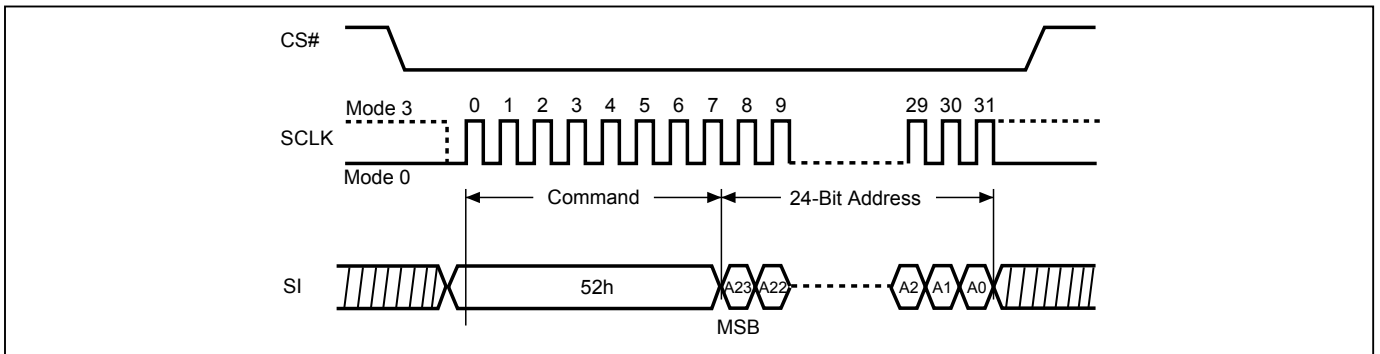 CS#
Mode 3
0 1 2 3 4 5 6 7 8 9 29 30 31
SCLK
Mode 0
Command 24-Bit Address
SI 52h A23 A22 A2 A1 A0
MSB